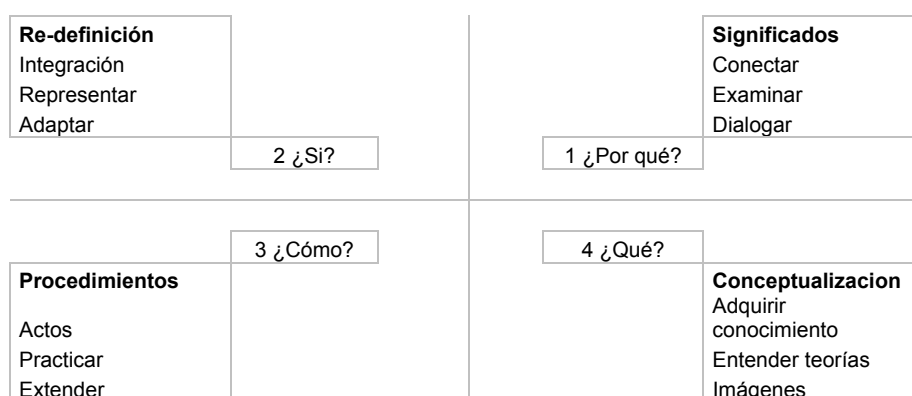 Re-definición
Integración
Representar
Adaptar
Significados
Conectar
Examinar
Dialogar
2 ¿Si?
1 ¿Por qué?
3 ¿Cómo?
4 ¿Qué?
Procedimientos
Actos
Practicar
Extender
Conceptualizacion
Adquirir
conocimiento
Entender teorías
Imágenes